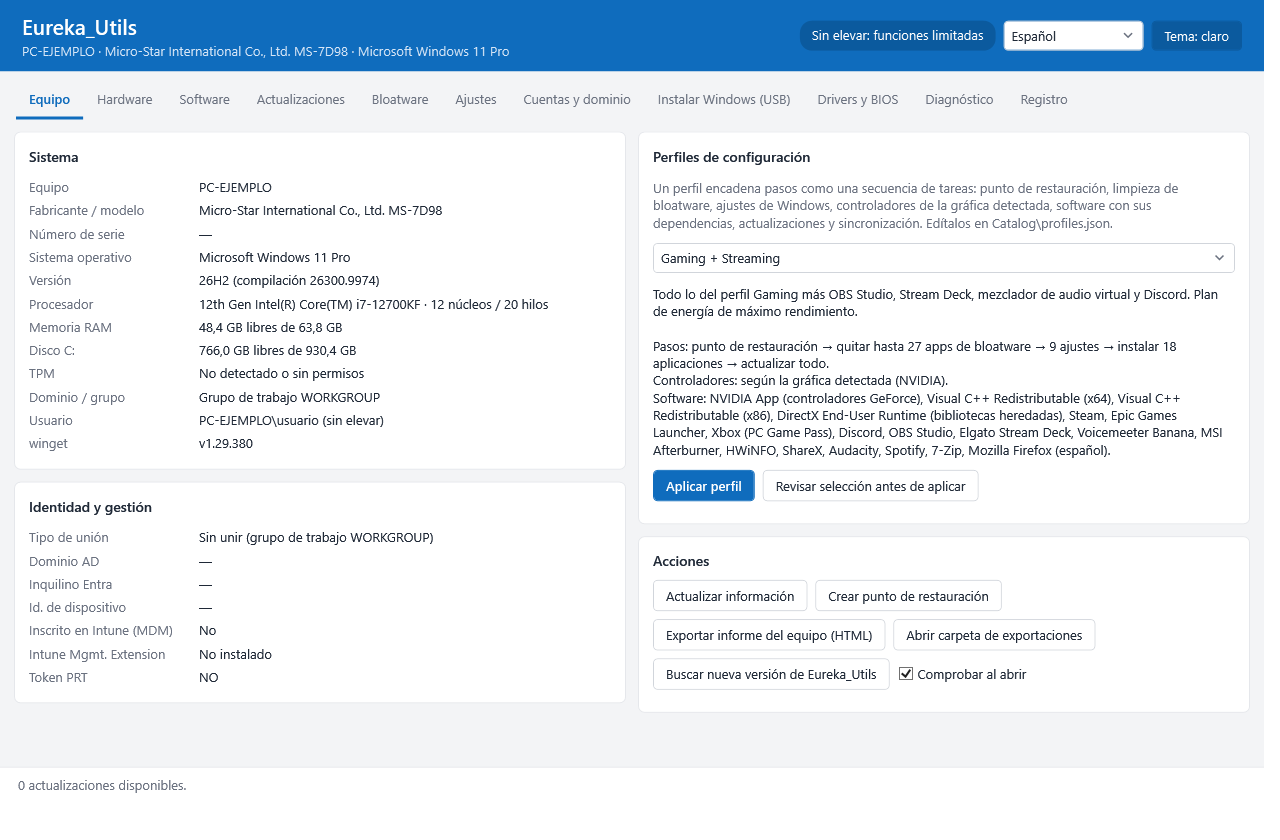 Eureka_Utils
PC-EJEMPLO · Micro-Star International Co., Ltd. MS-7D98 · Microsoft Windows 11 Pro
Sin elevar: funciones limitadas
Español
Tema: claro
Equipo
Hardware
Software
Actualizaciones
Bloatware
Ajustes
Cuentas y dominio
Instalar Windows (USB)
Drivers y BIOS
Diagnóstico
Registro
Sistema
Equipo PC-EJEMPLO
Fabricante / modelo Micro-Star International Co., Ltd. MS-7D98
Número de serie —
Sistema operativo Microsoft Windows 11 Pro
Versión 26H2 (compilación 26300.9974)
Procesador 12th Gen Intel(R) Core(TM) i7-12700KF · 12 núcleos / 20 hilos
Memoria RAM 48,4 GB libres de 63,8 GB
Disco C: 766,0 GB libres de 930,4 GB
TPM No detectado o sin permisos
Dominio / grupo Grupo de trabajo WORKGROUP
Usuario PC-EJEMPLO\usuario (sin elevar)
winget v1.29.380
Identidad y gestión
Tipo de unión Sin unir (grupo de trabajo WORKGROUP)
Dominio AD —
Inquilino Entra —
Id. de dispositivo —
Inscrito en Intune (MDM) No
Intune Mgmt. Extension No instalado
Token PRT NO
Perfiles de configuración
Un perfil encadena pasos como una secuencia de tareas: punto de restauración, limpieza de
bloatware, ajustes de Windows, controladores de la gráfica detectada, software con sus
dependencias, actualizaciones y sincronización. Edítalos en Catalog\profiles.json.
Gaming + Streaming
Todo lo del perfil Gaming más OBS Studio, Stream Deck, mezclador de audio virtual y Discord. Plan
de energía de máximo rendimiento.
Pasos: punto de restauración → quitar hasta 27 apps de bloatware → 9 ajustes → instalar 18
aplicaciones → actualizar todo.
Controladores: según la gráfica detectada (NVIDIA).
Software: NVIDIA App (controladores GeForce), Visual C++ Redistributable (x64), Visual C++
Redistributable (x86), DirectX End-User Runtime (bibliotecas heredadas), Steam, Epic Games
Launcher, Xbox (PC Game Pass), Discord, OBS Studio, Elgato Stream Deck, Voicemeeter Banana, MSI
Afterburner, HWiNFO, ShareX, Audacity, Spotify, 7-Zip, Mozilla Firefox (español).
Aplicar perfil
Revisar selección antes de aplicar
Acciones
Actualizar información
Crear punto de restauración
Exportar informe del equipo (HTML)
Abrir carpeta de exportaciones
Buscar nueva versión de Eureka_Utils
Comprobar al abrir
0 actualizaciones disponibles.